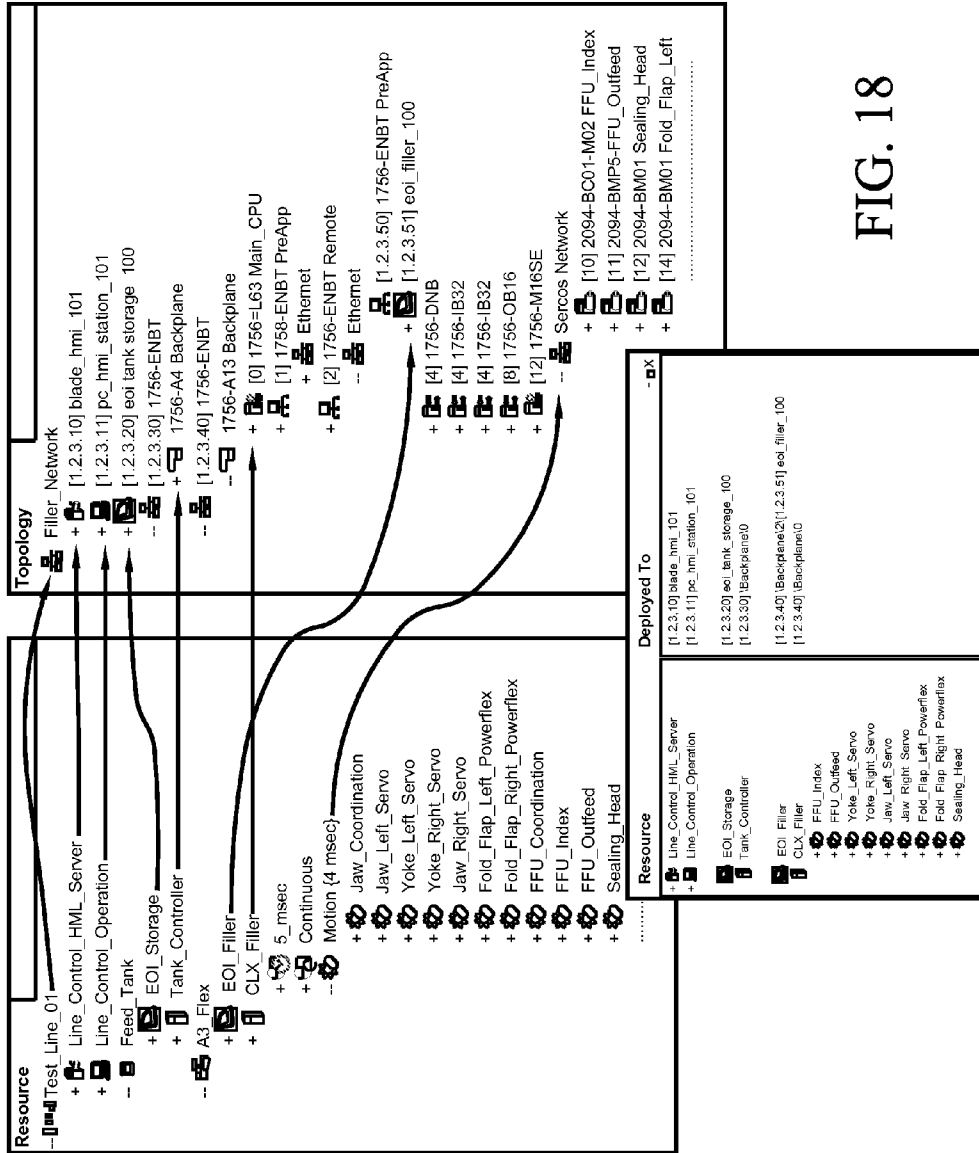 Resource
--Test_Line_01
+ Line_Control_HML_Server
+ Line_Control_Operation
-- Feed_Tank
+ EOI_Storage
+ Tank_Controller
-- A3_Flex
+ EOI_Filler
+ CLX_Filler
+ 5_msec
+ Continuous
-- Motion {4 msec}
+ Jaw_Coordination
+ Jaw_Left_Servo
+ Yoke_Left_Servo
+ Yoke_Right_Servo
+ Jaw_Right_Servo
+ Fold_Flap_Left_Powerflex
+ Fold_Flap_Right_Powerflex
+ FFU_Coordination
+ FFU_Index
+ FFU_Outfeed
+ Sealing_Head
Topology
-- Filler_Network
+ [1.2.3.10] blade_hmi_101
+ [1.2.3.11] pc_hmi_station_101
+ [1.2.3.20] eoi tank storage 100
-- [1.2.3.30] 1756-ENBT
+ 1756-A4 Backplane
-- [1.2.3.40] 1756-ENBT
-- 1756-A13 Backplane
+ [0] 1756=L63 Main_CPU
+ [1] 1758-ENBT PreApp
+ Ethernet
+ [2] 1756-ENBT Remote
-- Ethernet
[1.2.3.50] 1756-ENBT PreApp
+ [1.2.3.51] eoi_filler_100
+ [4] 1756-DNB
+ [4] 1756-IB32
+ [4] 1756-IB32
+ [8] 1756-OB16
+ [12] 1756-M16SE
-- Sercos Network
+ [10] 2094-BC01-M02 FFU_Index
+ [11] 2094-BMP5-FFU_Outfeed
+ [12] 2094-BM01 Sealing_Head
+ [14] 2094-BM01 Fold_Flap_Left
Resource Deployed To - X
+ Line_Control_HML_Server [1.2,3,10] blade_hmi_101
+ Line_Control_Operation [1.2.3.11] pc_hmi_station_101
EOI_Storage [1.2.3.20] eoi_tank_storage_100
Tank_Controller [1.2.3.30] \Backplane\0
EOI_Filler [1.2.3.40] \Backplane\2\[1.2.3.51] eoi_filler_100
CLX_Filler [1.2.3.40] \Backplane\0
+ FFU_Index
+ FFU_Outfeed
+ Yoke_Left_Servo
+ Yoke_Right_Servo
+ Jaw_Left_Servo
+ Jaw_Right_Servo
+ Fold_Flap_Left_Powerflex
+ Fold_Flap_Right_Powerflex
+ Sealing_Head
FIG. 18